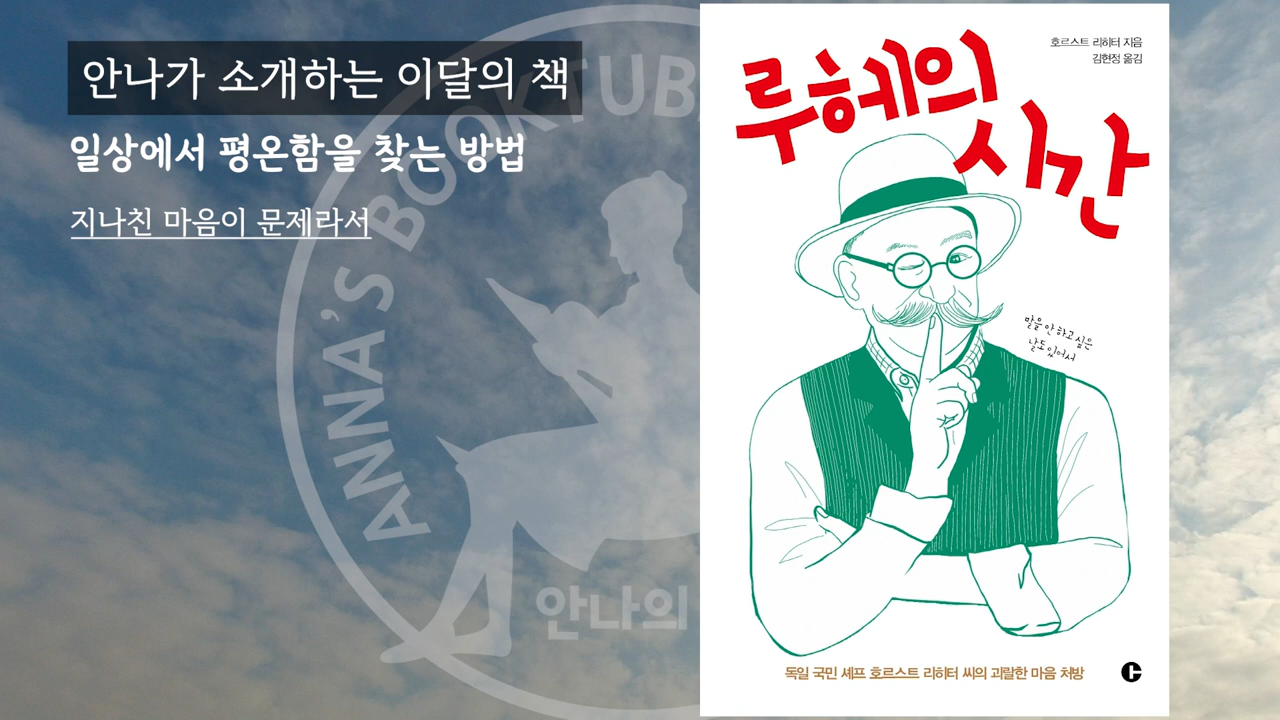 안나가 소개하는 이달의 책
일상에서 평온함을 찾는 방법
지나친 마음이 문제라서
ANNA'S BOOKTUB
안나의
호르스트 리히터 지음
김현정 옮김
루헤의
시간
말을 안 하고 싶은
날도 있어서
독일 국민 셰프 호르스트 리히터 씨의 괴랄한 마음 처방